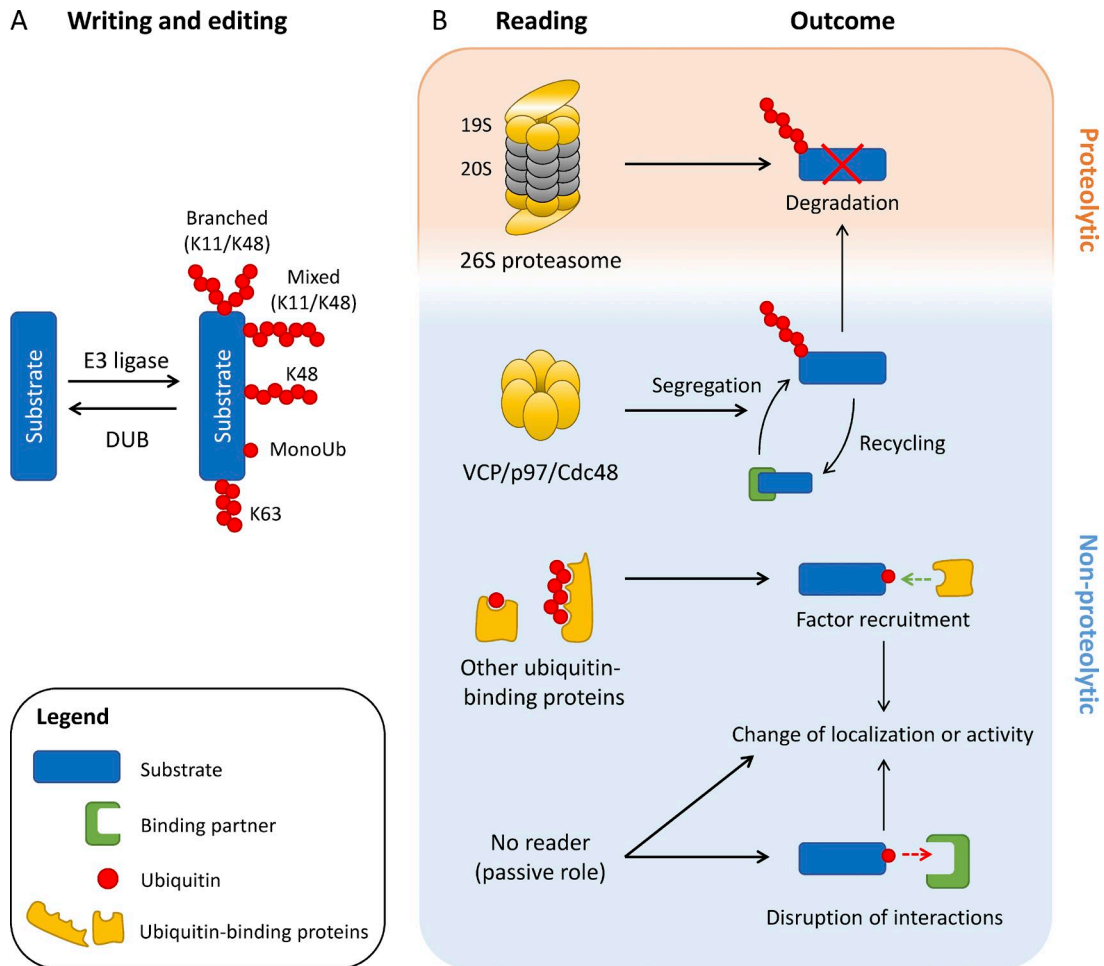 A
Writing and editing
Substrate
E3 ligase
DUB
Branched
(K11/K48)
Mixed
(K11/K48)
Substrate
K48
MonoUb
K63
Legend
Substrate
Binding partner
Ubiquitin
Ubiquitin-binding proteins
B
Reading
Outcome
19S
20S
26S proteasome
Degradation
Proteolytic
VCP/p97/Cdc48
Segregation
Recycling
Other ubiquitin-
binding proteins
Factor recruitment
Change of localization or activity
No reader
(passive role)
Disruption of interactions
Non-proteolytic